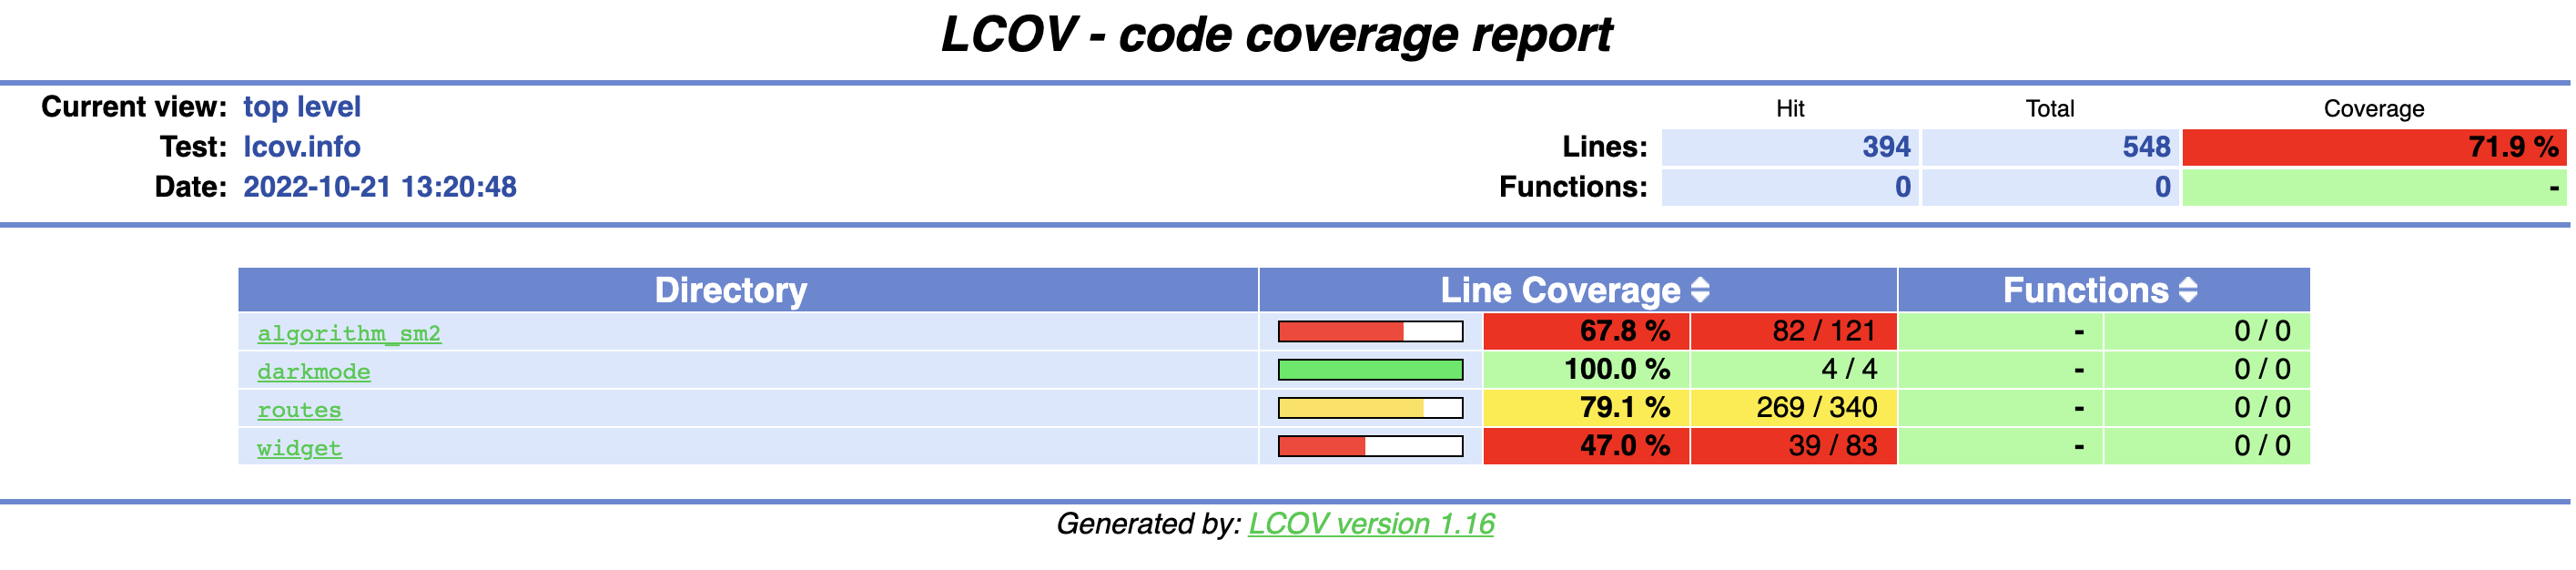 LCOV - code coverage report
Current view: top level
Hit Total Coverage
Test: lcov.info Lines: 394 548 71.9 %
Date: 2022-10-21 13:20:48 Functions: 0 0 -
Directory Line Coverage Functions
algorithm_sm2 67.8 % 82 / 121 - 0 / 0
darkmode 100.0 % 4 / 4 - 0 / 0
routes 79.1 % 269 / 340 - 0 / 0
widget 47.0 % 39 / 83 - 0 / 0
Generated by: LCOV version 1.16